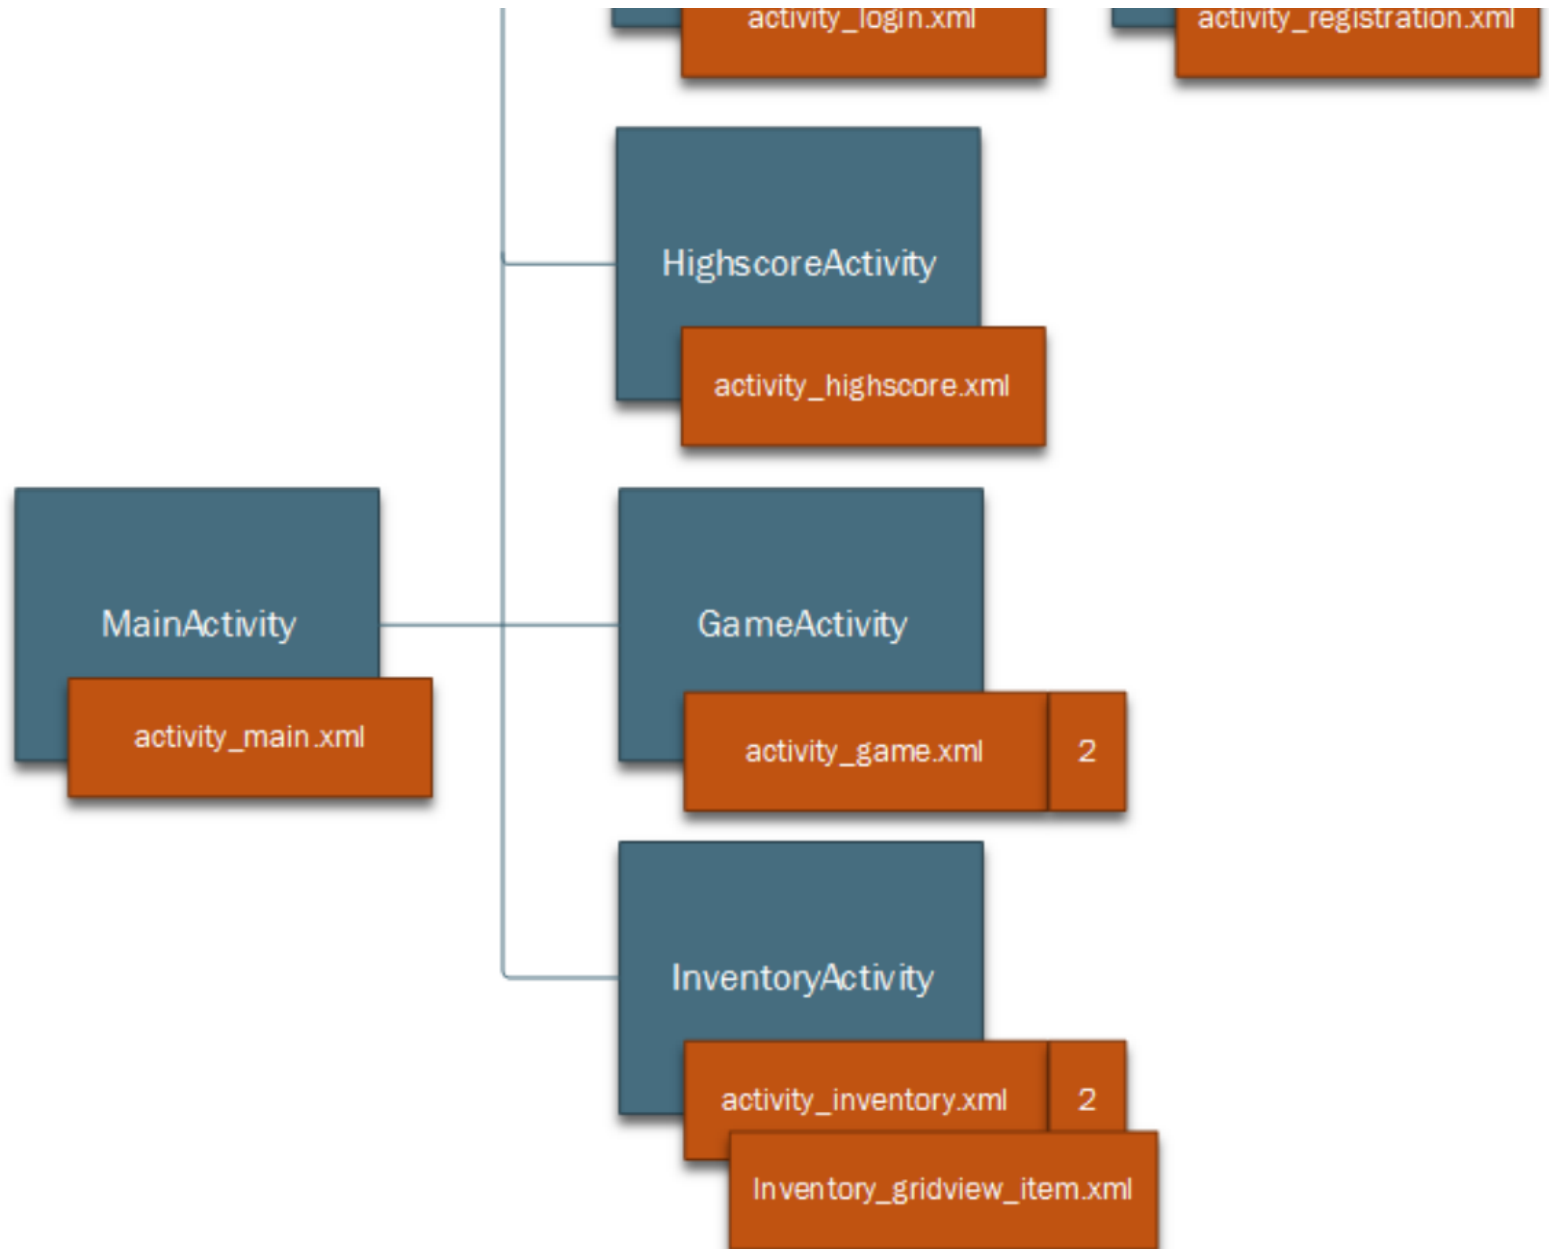 activity_login.xml
activity_registration.xml
HighscoreActivity
activity_highscore.xml
MainActivity
activity_main.xml
GameActivity
activity_game.xml
2
InventoryActivity
activity_inventory.xml
2
Inventory_gridview_item.xml